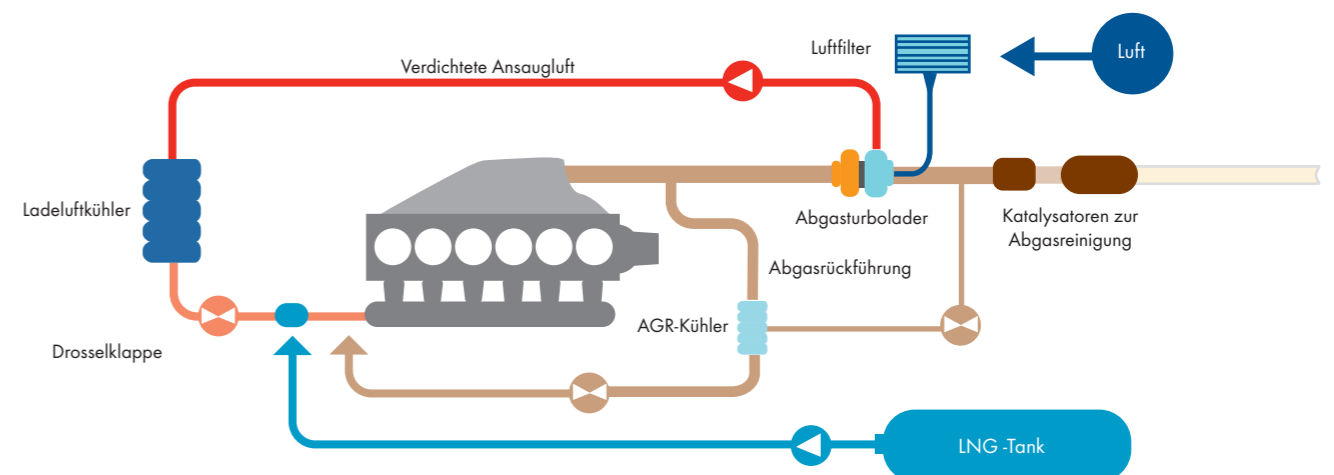 Luftfilter
Luft
Verdichtete Ansaugluft
Ladeluftkühler
Abgasturbolader
Katalysatoren zur
Abgasreinigung
Abgasrückführung
AGR-Kühler
Drosselklappe
LNG -Tank